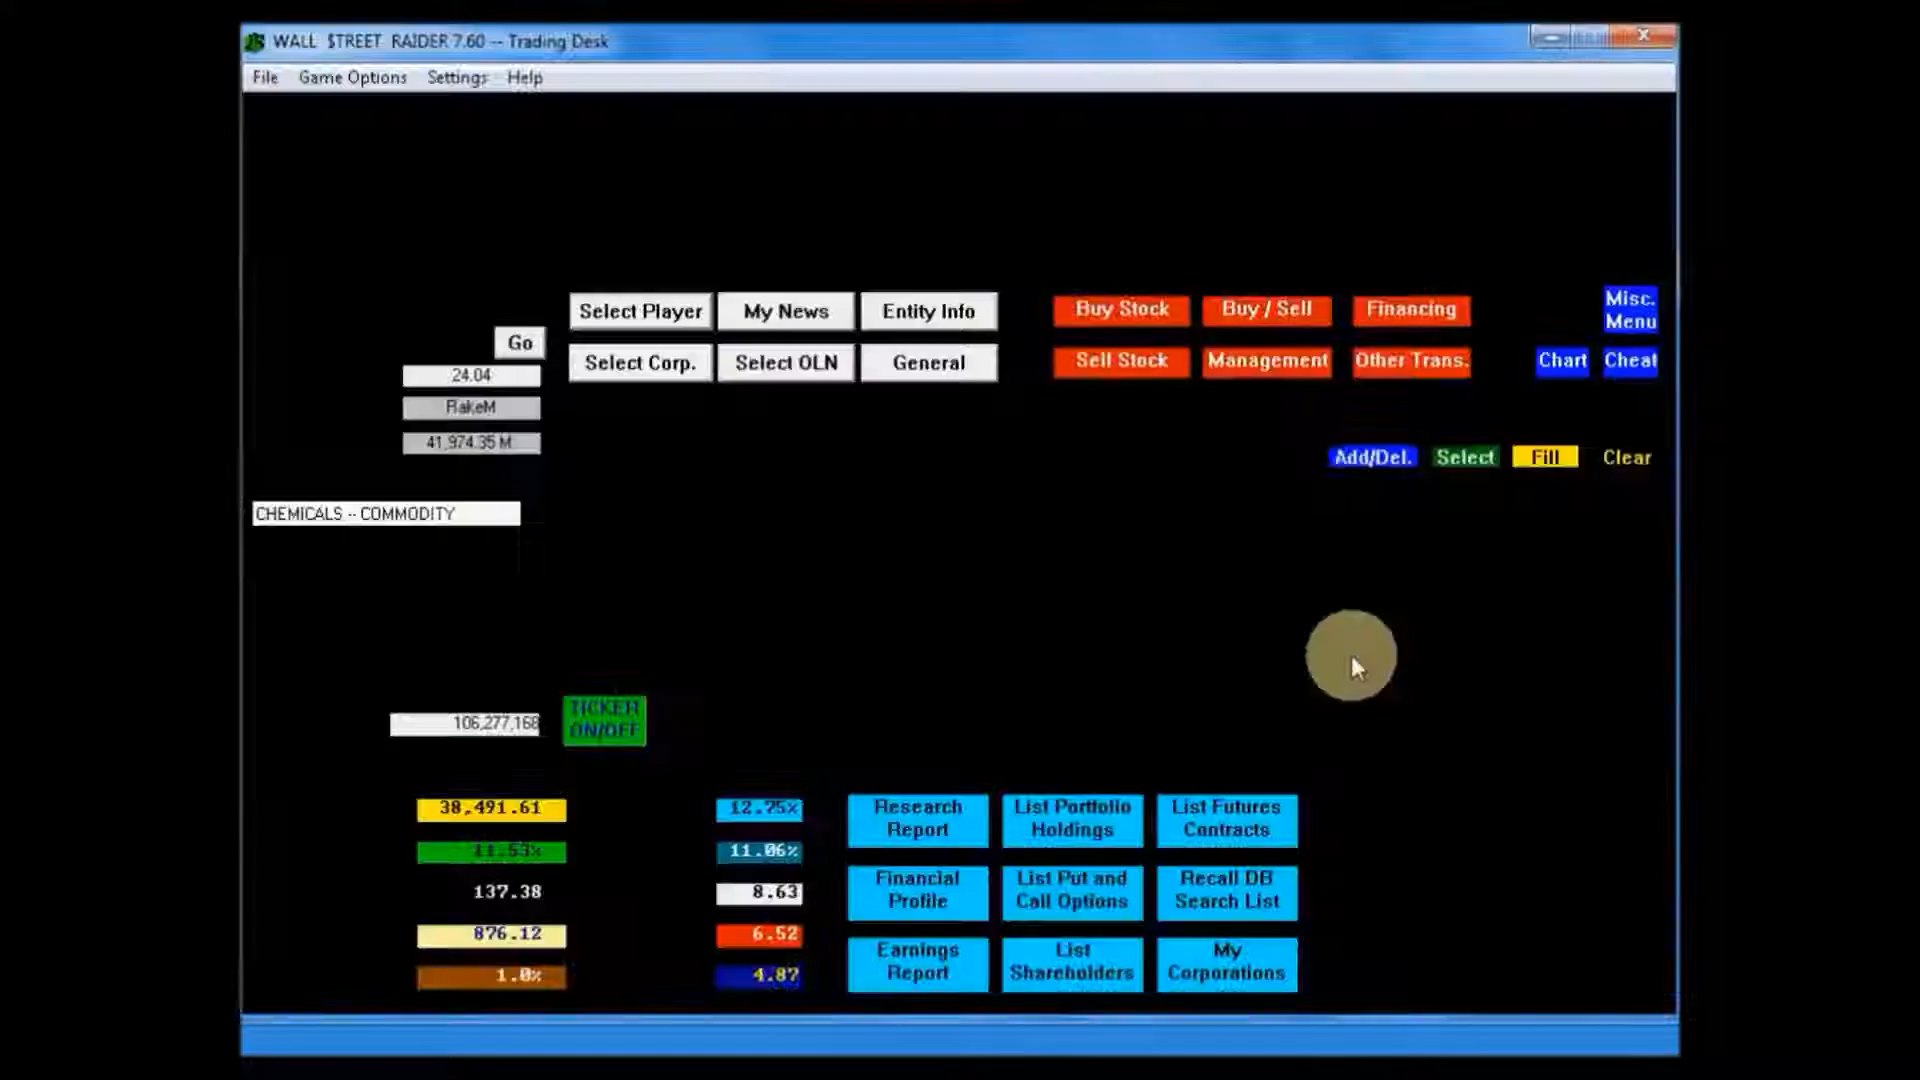 WALL $TREET RAIDER 7.60 -- Trading Desk
File Game Options Settings Help
Select Player My News Entity Info
Buy Stock Buy / Sell Financing
Misc. Menu
Go
Select Corp. Select OLN General
Sell Stock Management Other Trans. Chart Cheat
24.04
RakeM
41,974.35 M
Add/Del. Select Fill Clear
CHEMICALS -- COMMODITY
106,277,168
TICKER ON/OFF
38,491.61 12.75%
11.53% 11.06%
137.38 8.63
876.12 6.52
1.0% 4.87
Research Report
List Portfolio Holdings
List Futures Contracts
Financial Profile
List Put and Call Options
Recall DB Search List
Earnings Report
List Shareholders
My Corporations